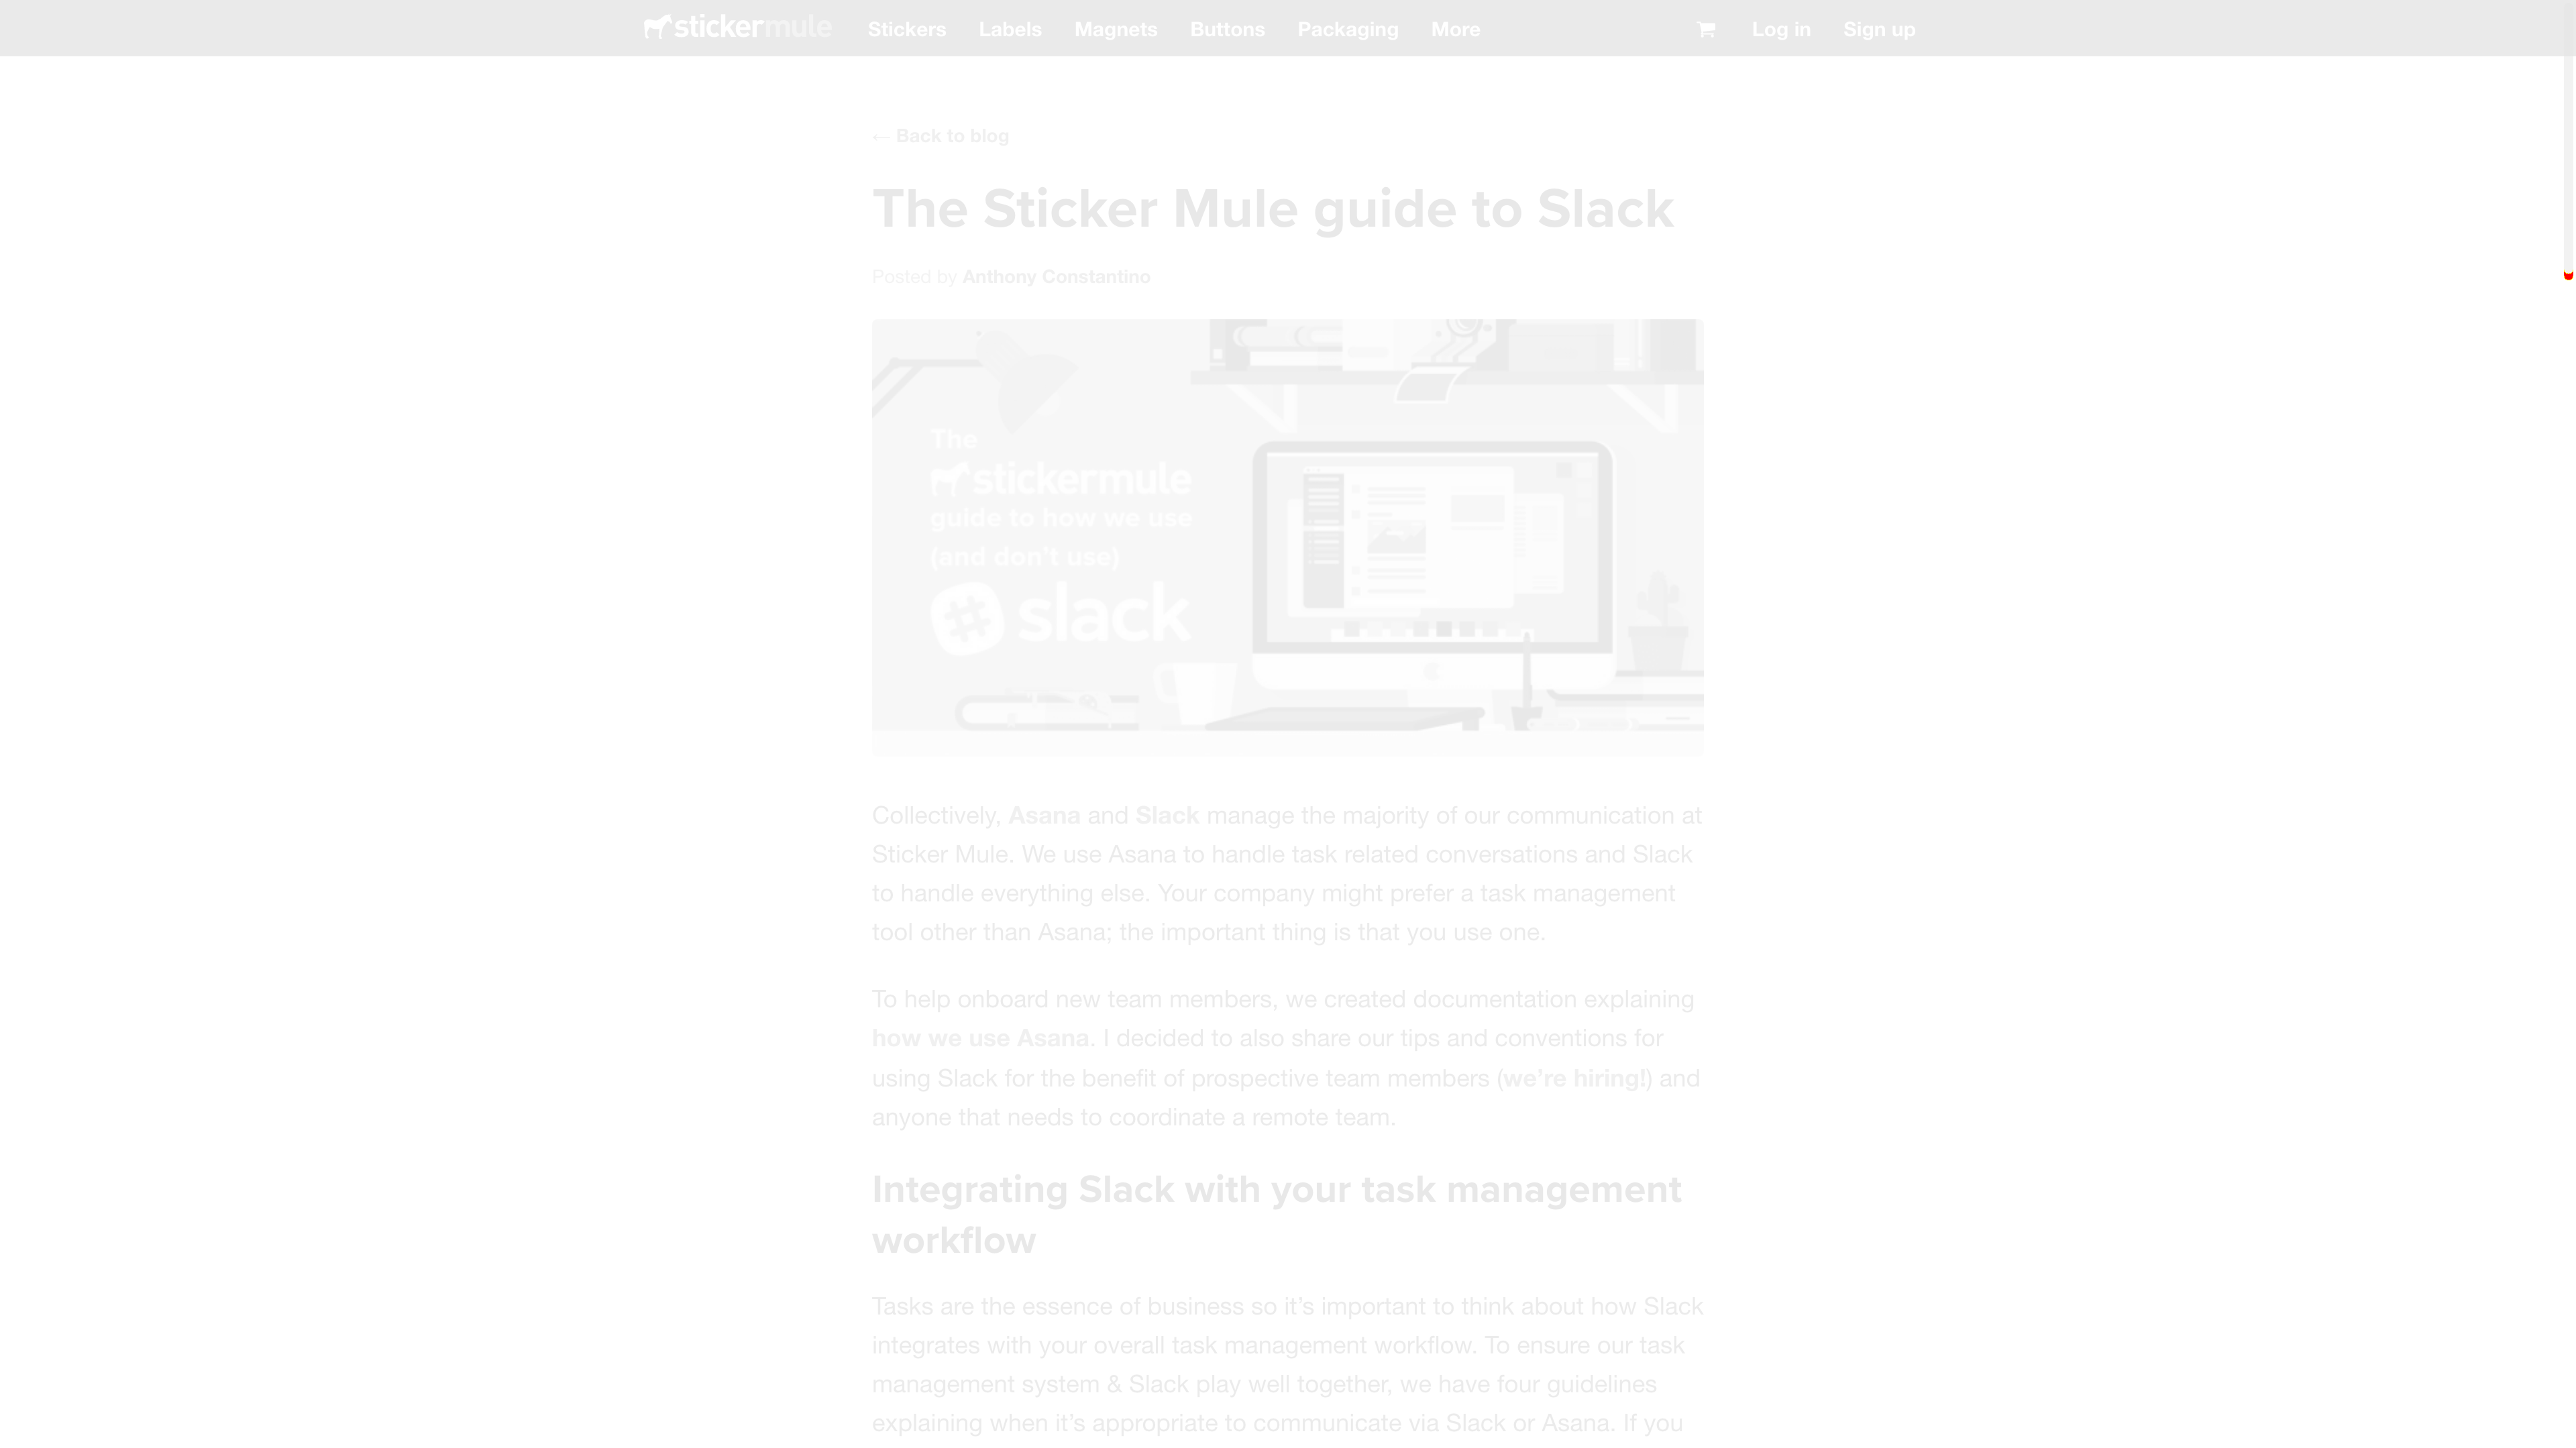 stickermule Stickers Labels Magnets Buttons Packaging More Log in Sign up
← Back to blog
The Sticker Mule guide to Slack
Posted by Anthony Constantino
The
stickermule
guide to how we use
(and don't use)
slack
Collectively, Asana and Slack manage the majority of our communication at
Sticker Mule. We use Asana to handle task related conversations and Slack
to handle everything else. Your company might prefer a task management
tool other than Asana; the important thing is that you use one.
To help onboard new team members, we created documentation explaining
how we use Asana. I decided to also share our tips and conventions for
using Slack for the benefit of prospective team members (we’re hiring!) and
anyone that needs to coordinate a remote team.
Integrating Slack with your task management
workflow
Tasks are the essence of business so it’s important to think about how Slack
integrates with your overall task management workflow. To ensure our task
management system & Slack play well together, we have four guidelines
explaining when it’s appropriate to communicate via Slack or Asana. If you